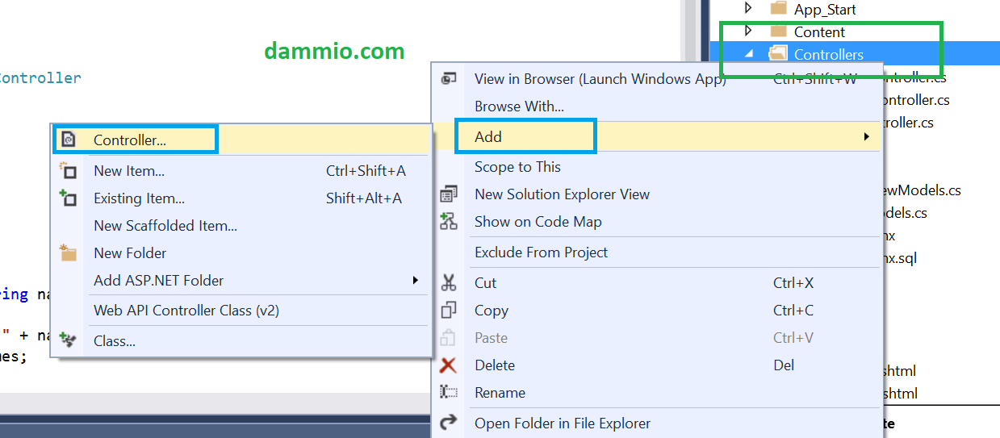 App_Start
Content
dammio.com
Controllers
Controller
View in Browser (Launch Windows App) Ctrl+Shift+W
Browse With...
Add
Scope to This
New Solution Explorer View
Show on Code Map
Exclude From Project
Cut Ctrl+X
Copy Ctrl+C
Paste Ctrl+V
Delete Del
Rename
Open Folder in File Explorer
Controller...
New Item... Ctrl+Shift+A
Existing Item... Shift+Alt+A
New Scaffolded Item...
New Folder
Add ASP.NET Folder
Web API Controller Class (v2)
Class...
ontroller.cs
ontroller.cs
troller.cs
ewModels.cs
dels.cs
nx
nx.sql
shtml
shtml
te
ring na
" + na
mes;